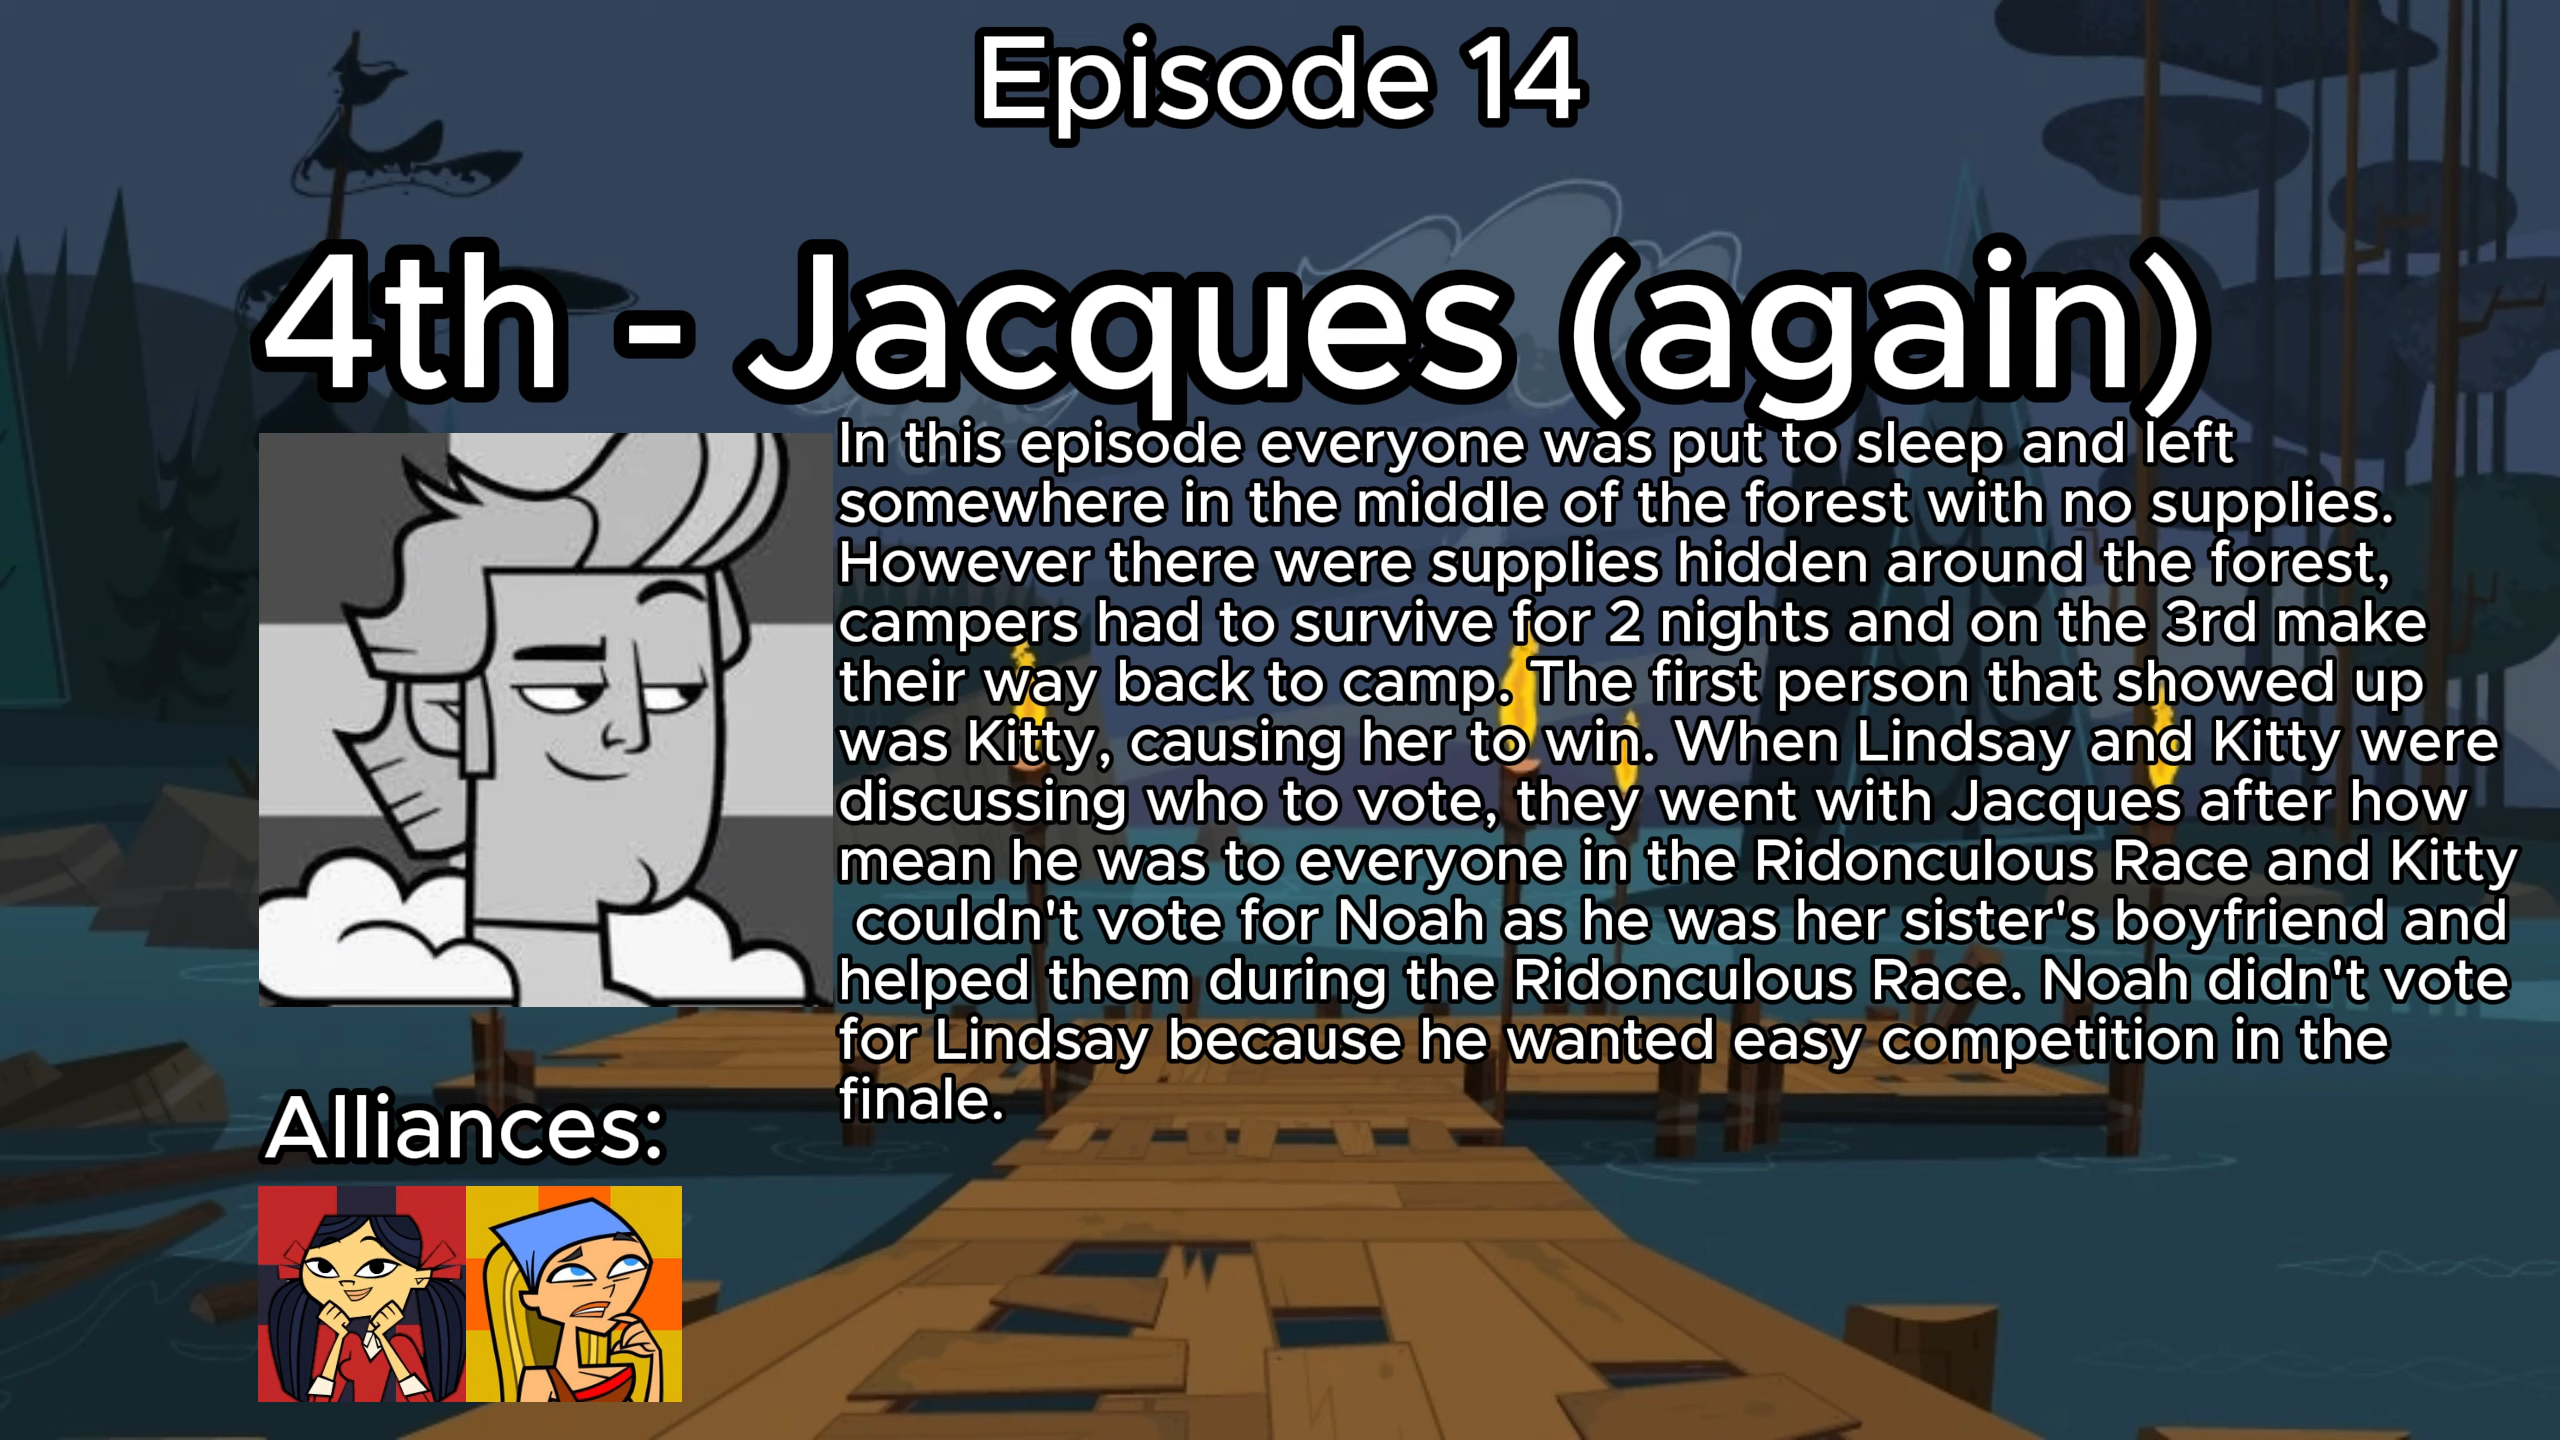 Episode 14
4th - Jacques (again)
In this episode everyone was put to sleep and left
somewhere in the middle of the forest with no supplies.
However there were supplies hidden around the forest,
campers had to survive for 2 nights and on the 3rd make
their way back to camp. The first person that showed up
was Kitty, causing her to win. When Lindsay and Kitty were
discussing who to vote, they went with Jacques after how
mean he was to everyone in the Ridonculous Race and Kitty
couldn't vote for Noah as he was her sister's boyfriend and
helped them during the Ridonculous Race. Noah didn't vote
for Lindsay because he wanted easy competition in the
finale.
Alliances: